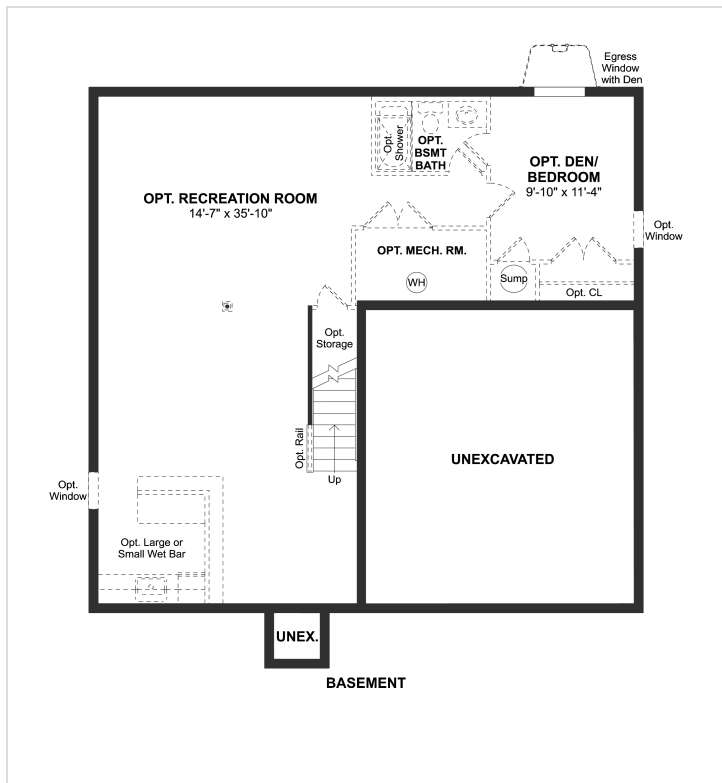 Egress
Window
with Den
Opt.
Shower
OPT.
BSMT
BATH
OPT. DEN/
BEDROOM
9'-10" x 11'-4"
OPT. RECREATION ROOM
14'-7" x 35'-10"
Opt.
Window
OPT. MECH. RM.
WH
Sump
Opt. CL
Opt.
Storage
Opt. Rail
Up
UNEXCAVATED
Opt.
Window
Opt. Large or
Small Wet Bar
UNEX.
BASEMENT